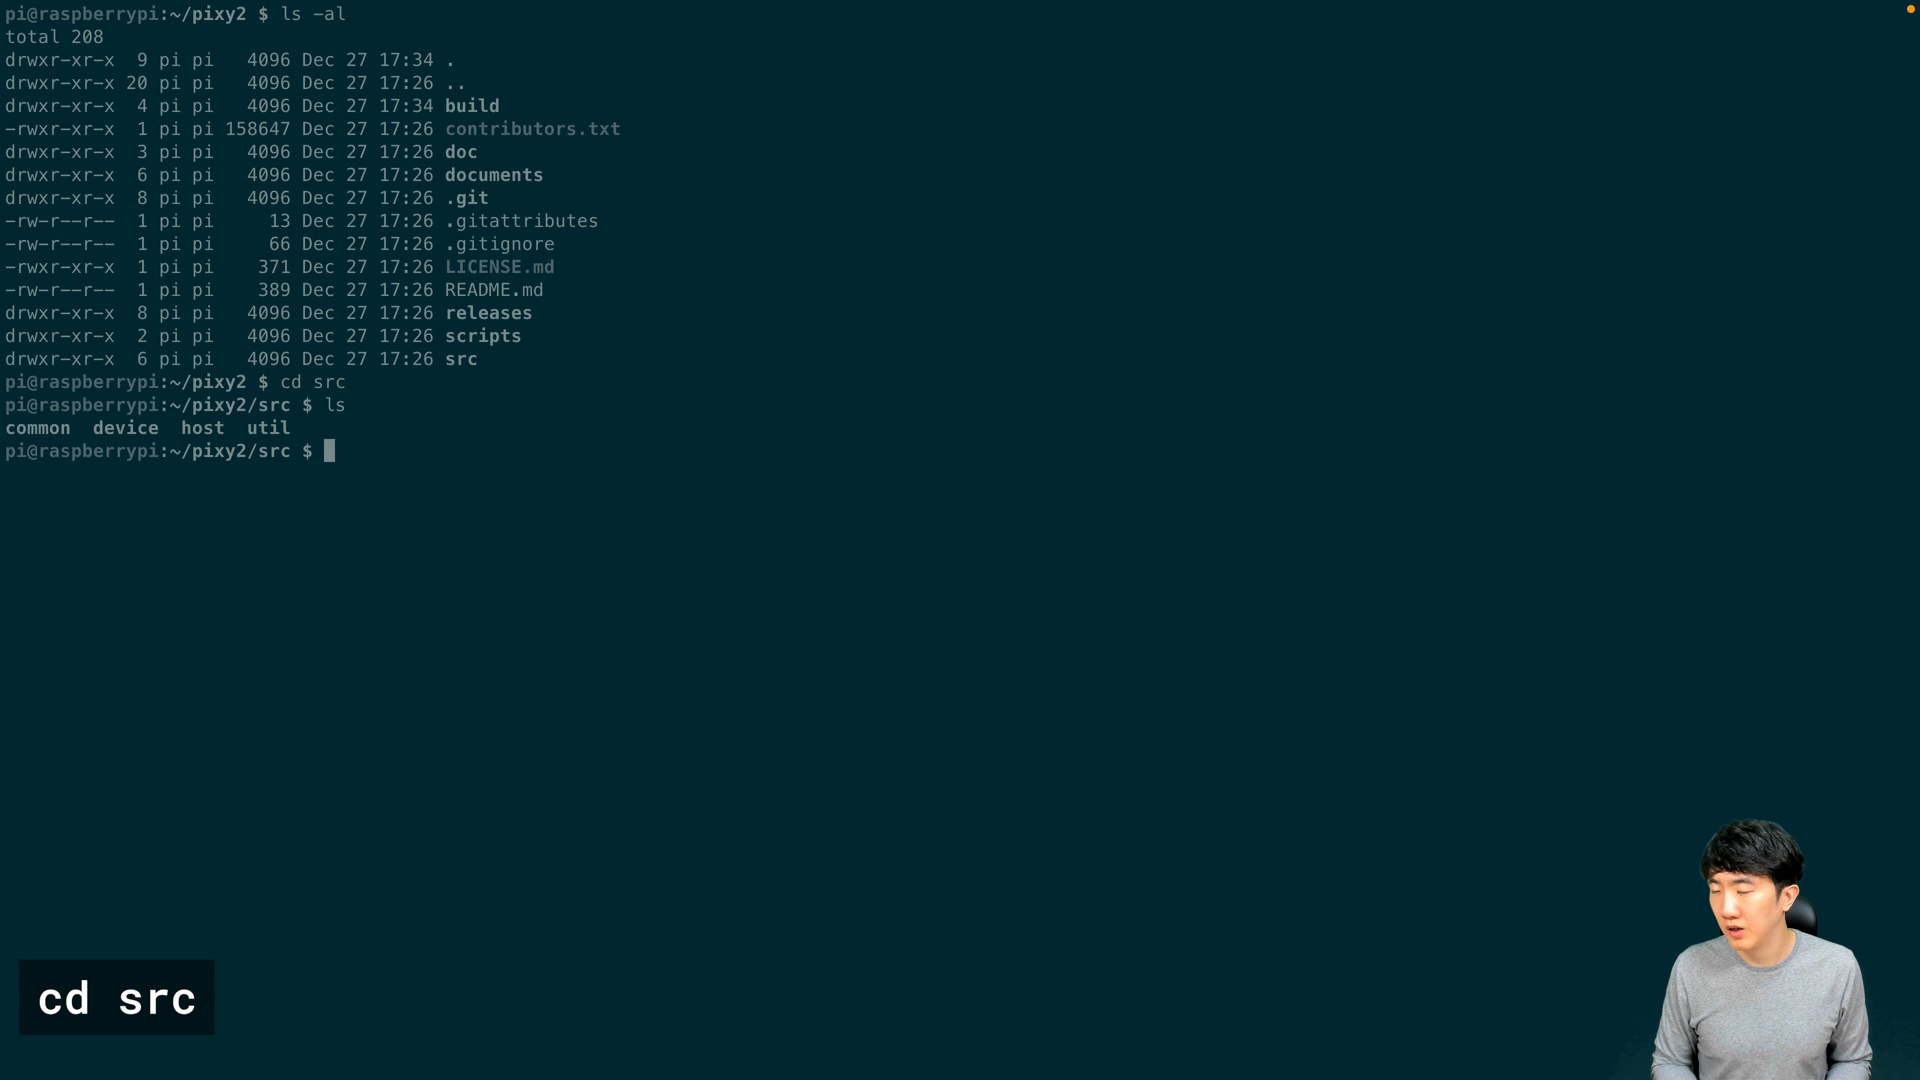 pi@raspberrypi:~/pixy2 $ ls -al
total 208
drwxr-xr-x  9 pi pi   4096 Dec 27 17:34 .
drwxr-xr-x 20 pi pi   4096 Dec 27 17:26 ..
drwxr-xr-x  4 pi pi   4096 Dec 27 17:34 build
-rwxr-xr-x  1 pi pi 158647 Dec 27 17:26 contributors.txt
drwxr-xr-x  3 pi pi   4096 Dec 27 17:26 doc
drwxr-xr-x  6 pi pi   4096 Dec 27 17:26 documents
drwxr-xr-x  8 pi pi   4096 Dec 27 17:26 .git
-rw-r--r--  1 pi pi     13 Dec 27 17:26 .gitattributes
-rw-r--r--  1 pi pi     66 Dec 27 17:26 .gitignore
-rwxr-xr-x  1 pi pi    371 Dec 27 17:26 LICENSE.md
-rw-r--r--  1 pi pi    389 Dec 27 17:26 README.md
drwxr-xr-x  8 pi pi   4096 Dec 27 17:26 releases
drwxr-xr-x  2 pi pi   4096 Dec 27 17:26 scripts
drwxr-xr-x  6 pi pi   4096 Dec 27 17:26 src
pi@raspberrypi:~/pixy2 $ cd src
pi@raspberrypi:~/pixy2/src $ ls
common  device  host  util
pi@raspberrypi:~/pixy2/src $
cd src